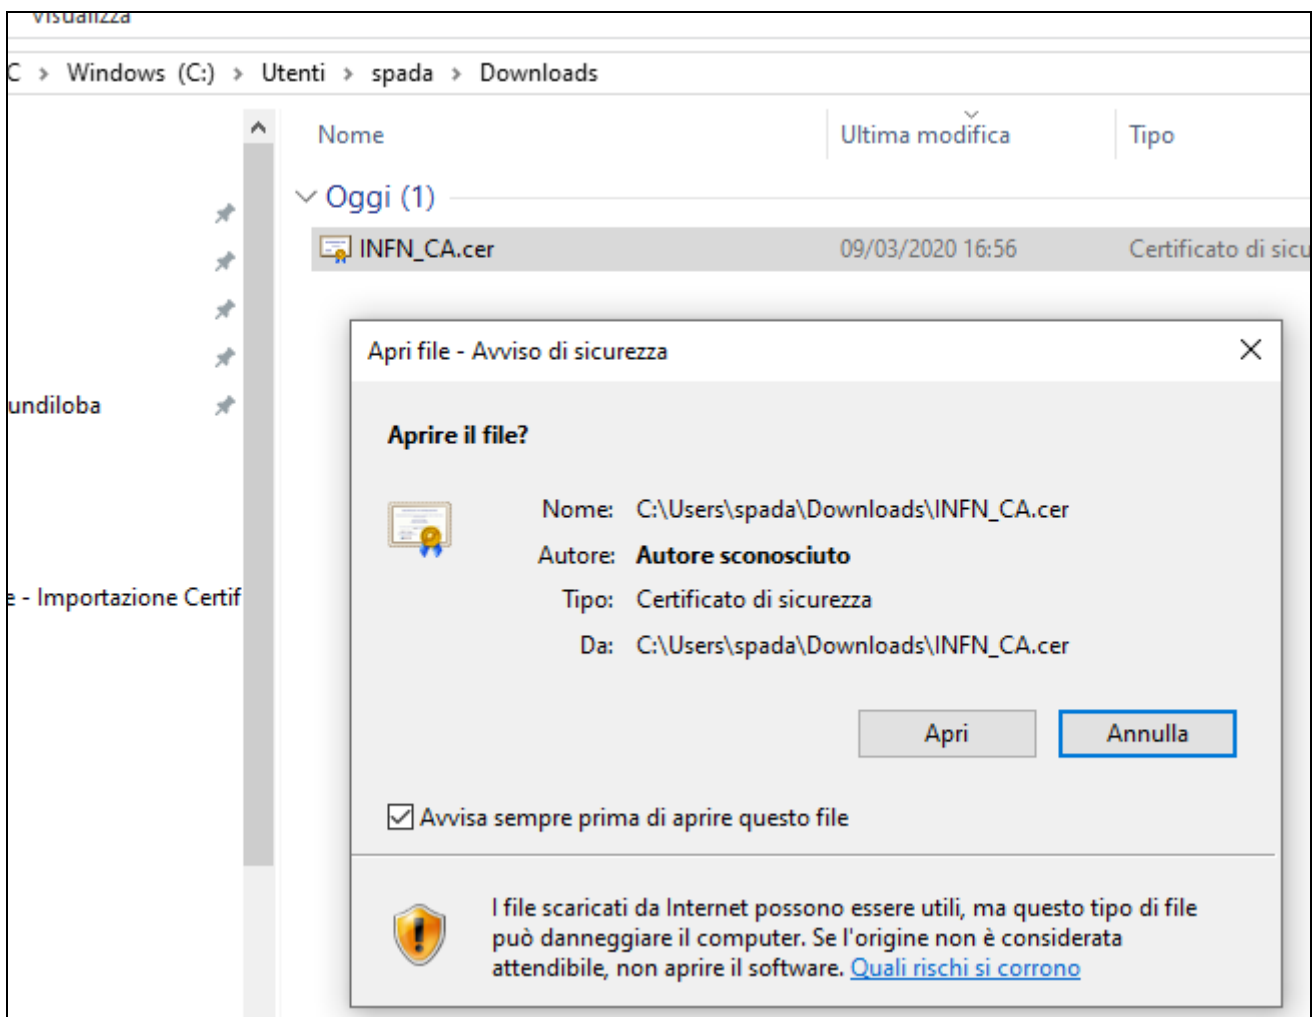 Visualizza
C > Windows (C:) > Utenti > spada > Downloads
Nome Ultima modifica Tipo
Oggi (1)
INFN_CA.cer 09/03/2020 16:56 Certificato di sicu
undiloba
e - Importazione Certif
Apri file - Avviso di sicurezza
Aprire il file?
Nome: C:\Users\spada\Downloads\INFN_CA.cer
Autore: Autore sconosciuto
Tipo: Certificato di sicurezza
Da: C:\Users\spada\Downloads\INFN_CA.cer
Apri Annulla
Avvisa sempre prima di aprire questo file
I file scaricati da Internet possono essere utili, ma questo tipo di file
può danneggiare il computer. Se l'origine non è considerata
attendibile, non aprire il software. Quali rischi si corrono